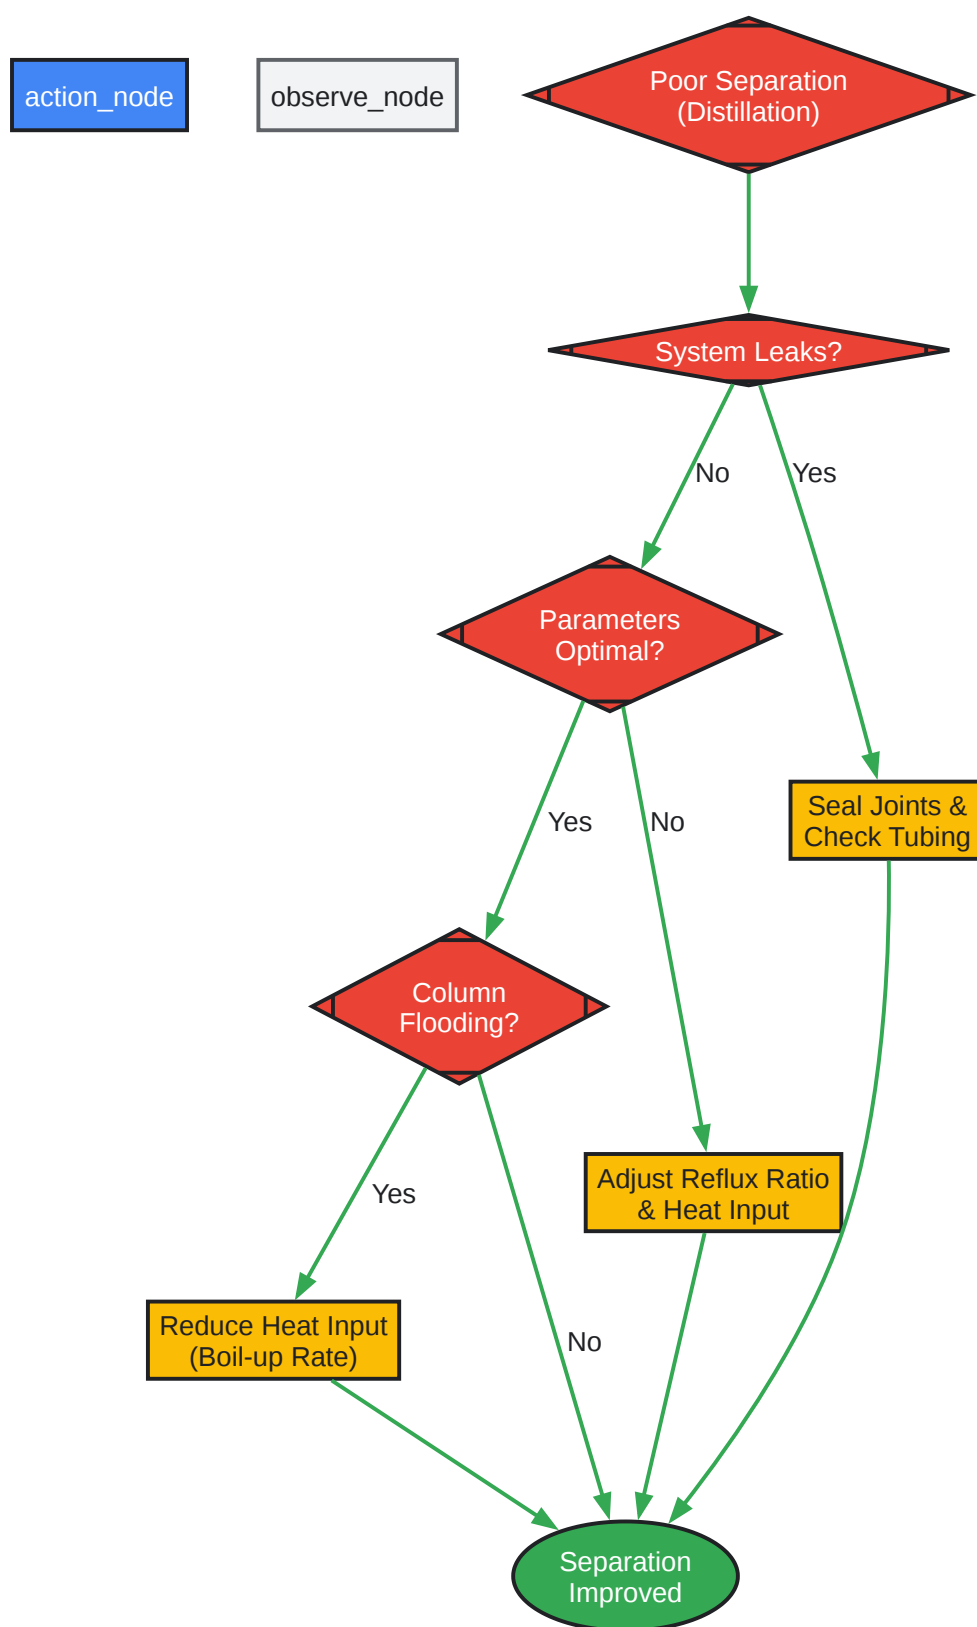 action_node
observe_node
Poor Separation
(Distillation)
System Leaks?
No
Yes
Parameters
Optimal?
Seal Joints &
Check Tubing
Yes
No
Column
Flooding?
Adjust Reflux Ratio
& Heat Input
Yes
Reduce Heat Input
(Boil-up Rate)
No
Separation
Improved